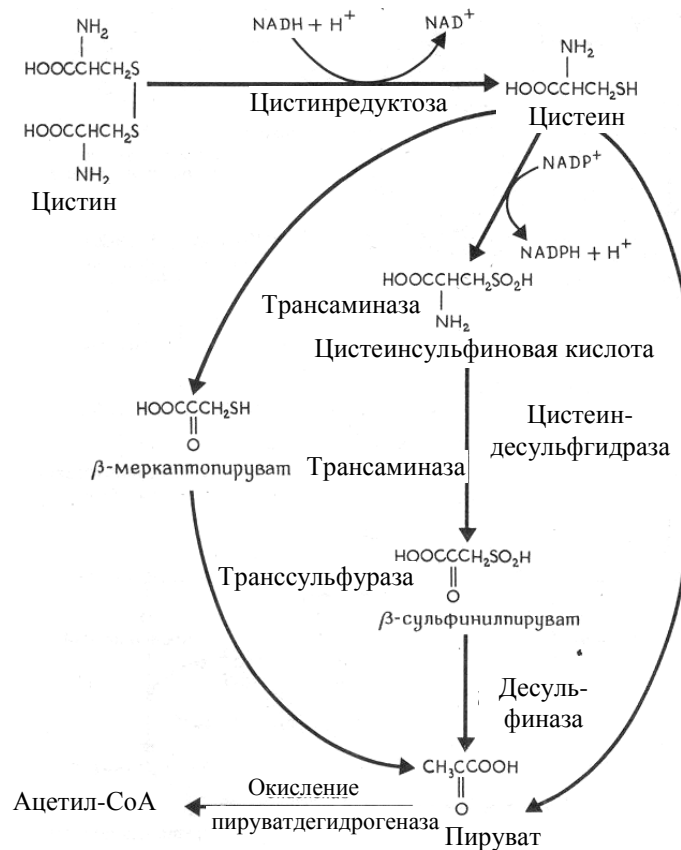 NH₂
HOOCCHCH₂S
HOOCCHCH₂S
NH₂
Цистин
NADH + H⁺
NAD⁺
Цистинредуктоза
NH₂
HOOCCHCH₂SH
Цистеин
NADP⁺
NADPH + H⁺
HOOCCHCH₂SO₂H
NH₂
Трансаминаза
Цистеинсульфиновая кислота
HOOCCCH₂SH
O
β-меркаптопируват
Трансаминаза
Цистеин-
десульфгидраза
Транссульфураза
HOOCCCH₂SO₂H
O
β-сульфинилпируват
Десуль-
финаза
CH₃CCOOH
O
Пируват
Окисление
пируватдегидрогеназа
Ацетил-CoA